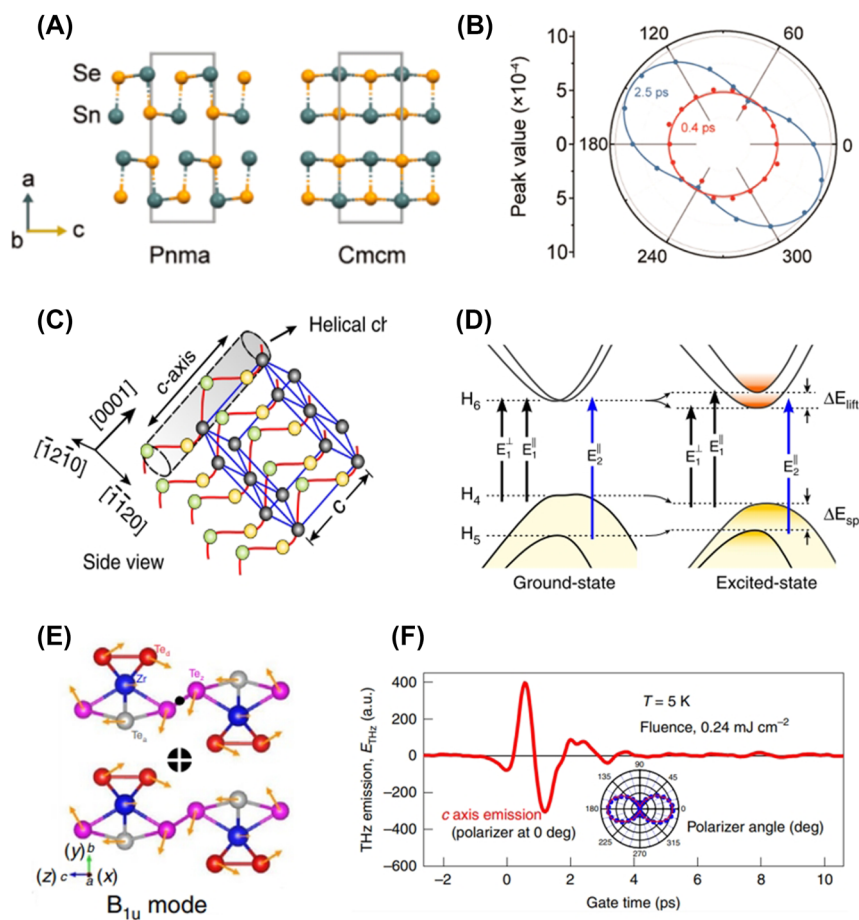 (A)
Se
Sn
a
b
c
Pnma
Cmcm
(B)
Peak value (×10⁻⁴)
10
5
0
5
10
120
60
180
0
240
300
2.5 ps
0.4 ps
(C)
Helical ch
c-axis
[0001]
[1̄21̄0]
[1̄1̄20]
C
Side view
(D)
H₆
H₄
H₅
E₁⊥
E₁∥
E₂∥
E₁⊥
E₁∥
E₂∥
ΔE_lift
ΔE_sp
Ground-state
Excited-state
(E)
Te_d
Zr
Te_z
Te_a
(y) b
(z) c a (x)
B₁ᵤ mode
(F)
THz emission, E_THz (a.u.)
400
200
0
−200
−400
−600
T = 5 K
Fluence, 0.24 mJ cm⁻²
c axis emission
(polarizer at 0 deg)
90
135
45
180
0
225
315
270
Polarizer angle (deg)
−2
0
2
4
6
8
10
Gate time (ps)